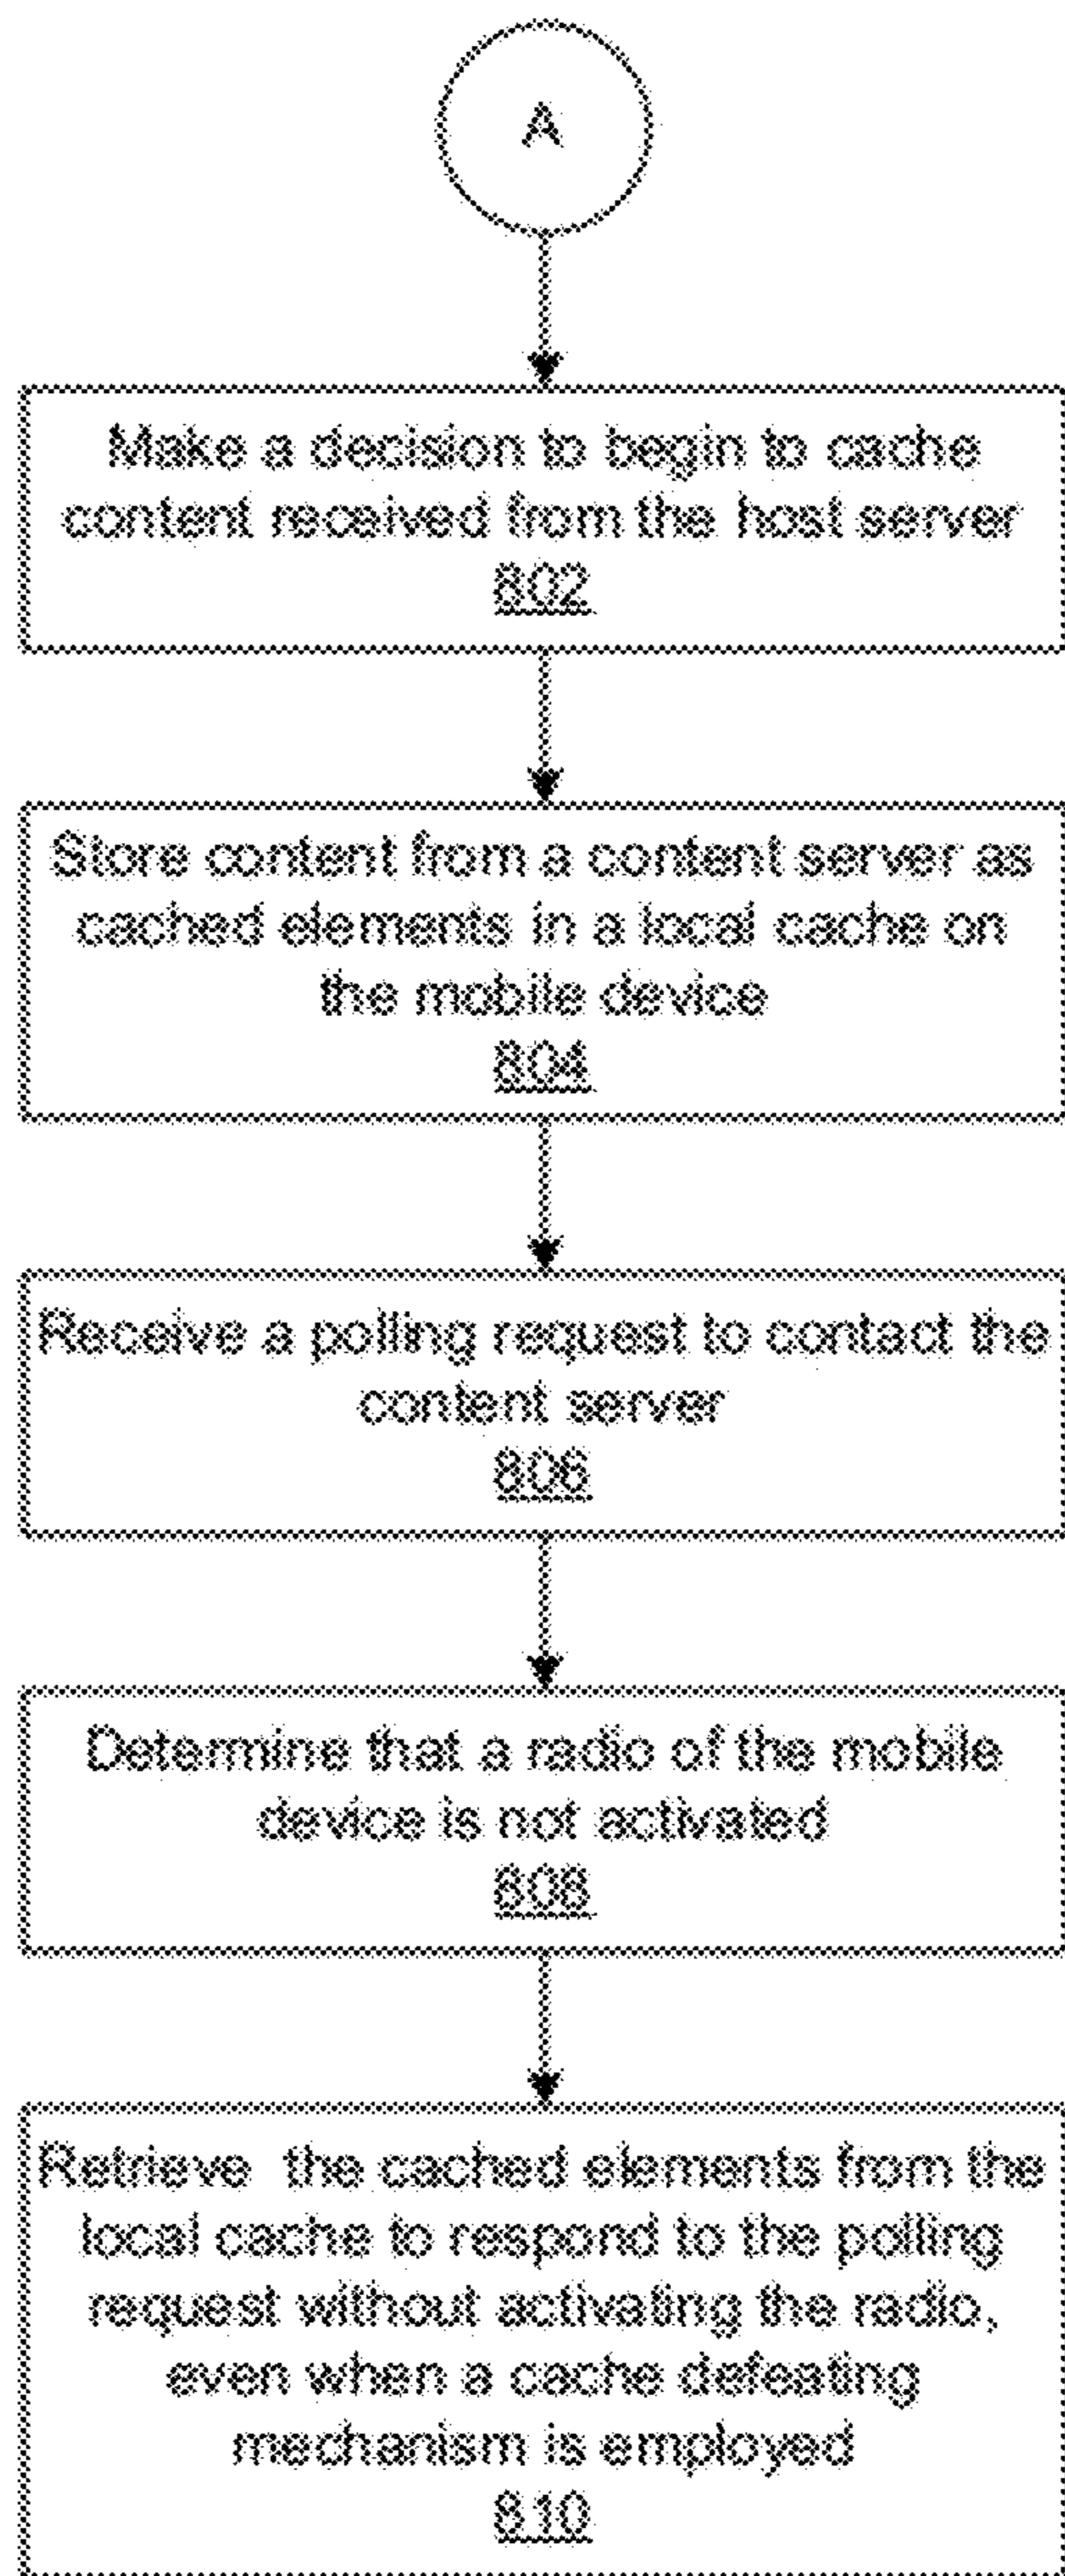 A
Make a decision to begin to cache
content received from the host server
802
Store content from a content server as
cached elements in a local cache on
the mobile device
804
Receive a polling request to contact the
content server
806
Determine that a radio of the mobile
device is not activated
808
Retrieve the cached elements from the
local cache to respond to the polling
request without activating the radio,
even when a cache defeating
mechanism is employed
810